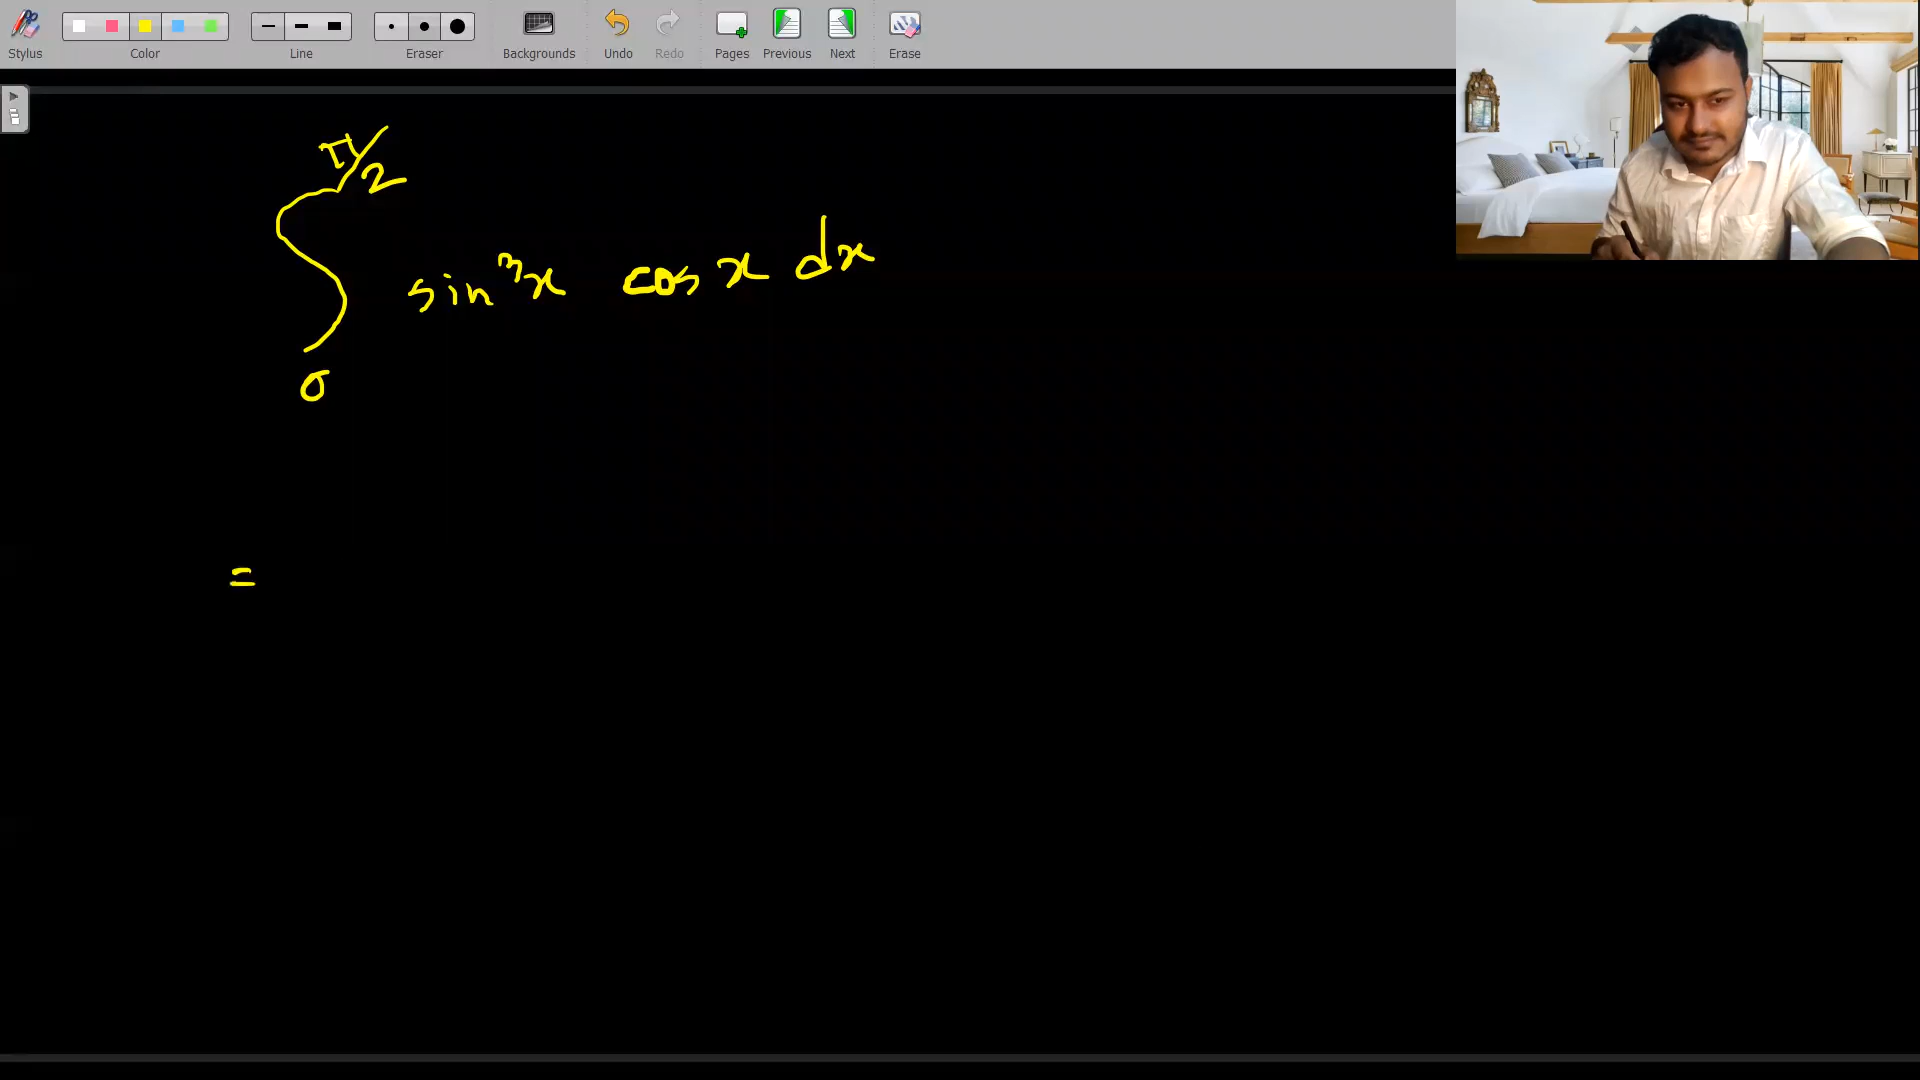 Stylus Color Line Eraser Backgrounds Undo Redo Pages Previous Next Erase
π/2
∫ sin³x cos x dx
0
=